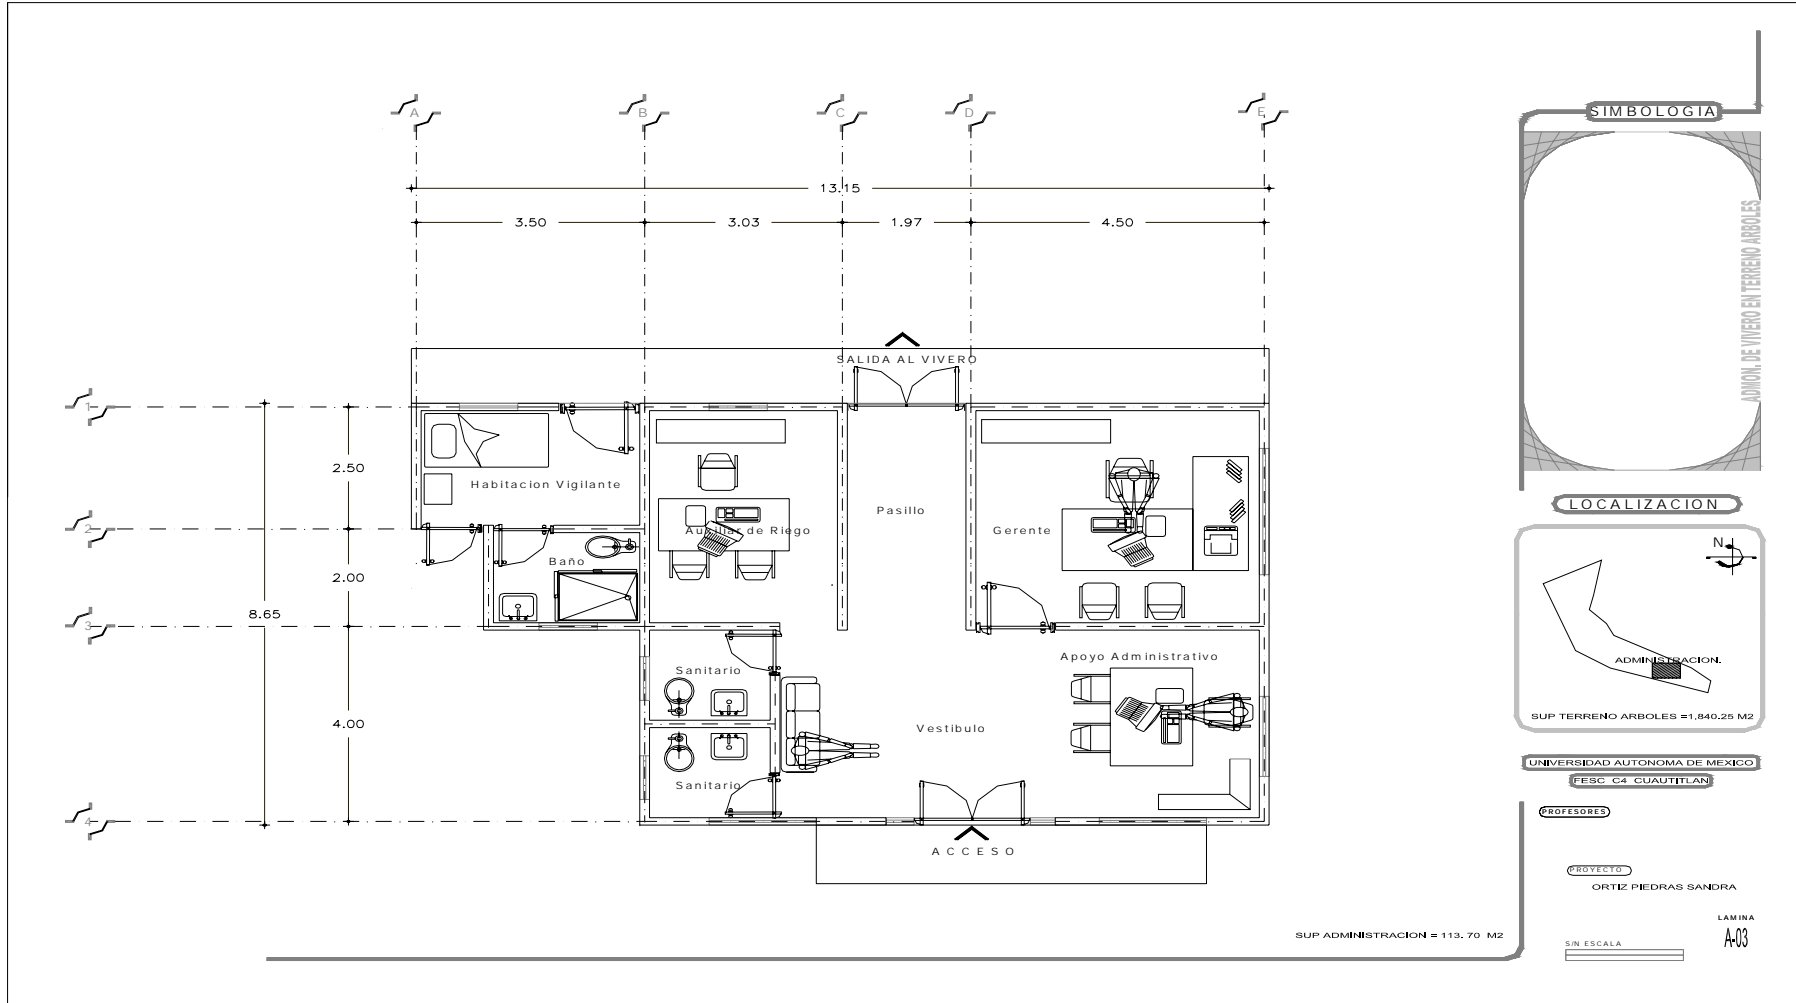 A
B
C
D
E
13.15
3.50
3.03
1.97
4.50
SALIDA AL VIVERO
1
2
3
4
2.50
2.00
8.65
4.00
Habitacion Vigilante
Auxiliar de Riego
Pasillo
Gerente
Baño
Sanitario
Apoyo Administrativo
Vestibulo
Sanitario
ACCESO
SUP ADMINISTRACION = 113.70 M2
SIMBOLOGIA
ADMON. DE VIVERO EN TERRENO ARBOLES
LOCALIZACION
N
ADMINISTRACION.
SUP TERRENO ARBOLES =1,840.25 M2
UNIVERSIDAD AUTONOMA DE MEXICO
FESC C4 CUAUTITLAN
PROFESORES
PROYECTO
ORTIZ PIEDRAS SANDRA
LAMINA
A-03
S/N ESCALA